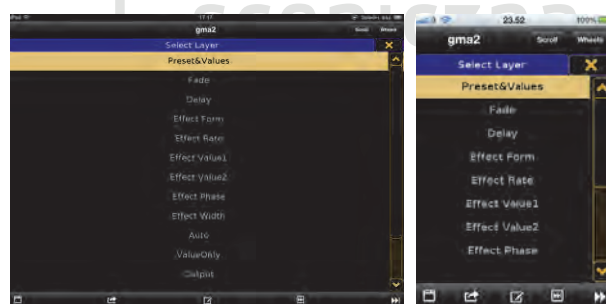 17:17
gma2
Scroll
Select Layer
Preset&Values
Fade
Delay
Effect Form
Effect Rate
Effect Value1
Effect Value2
Effect Phase
Effect Width
Auto
ValueOnly
Output
23:52
100%
gma2
Scroll
Wheels
Select Layer
Preset&Values
Fade
Delay
Effect Form
Effect Rate
Effect Value1
Effect Value2
Effect Phase